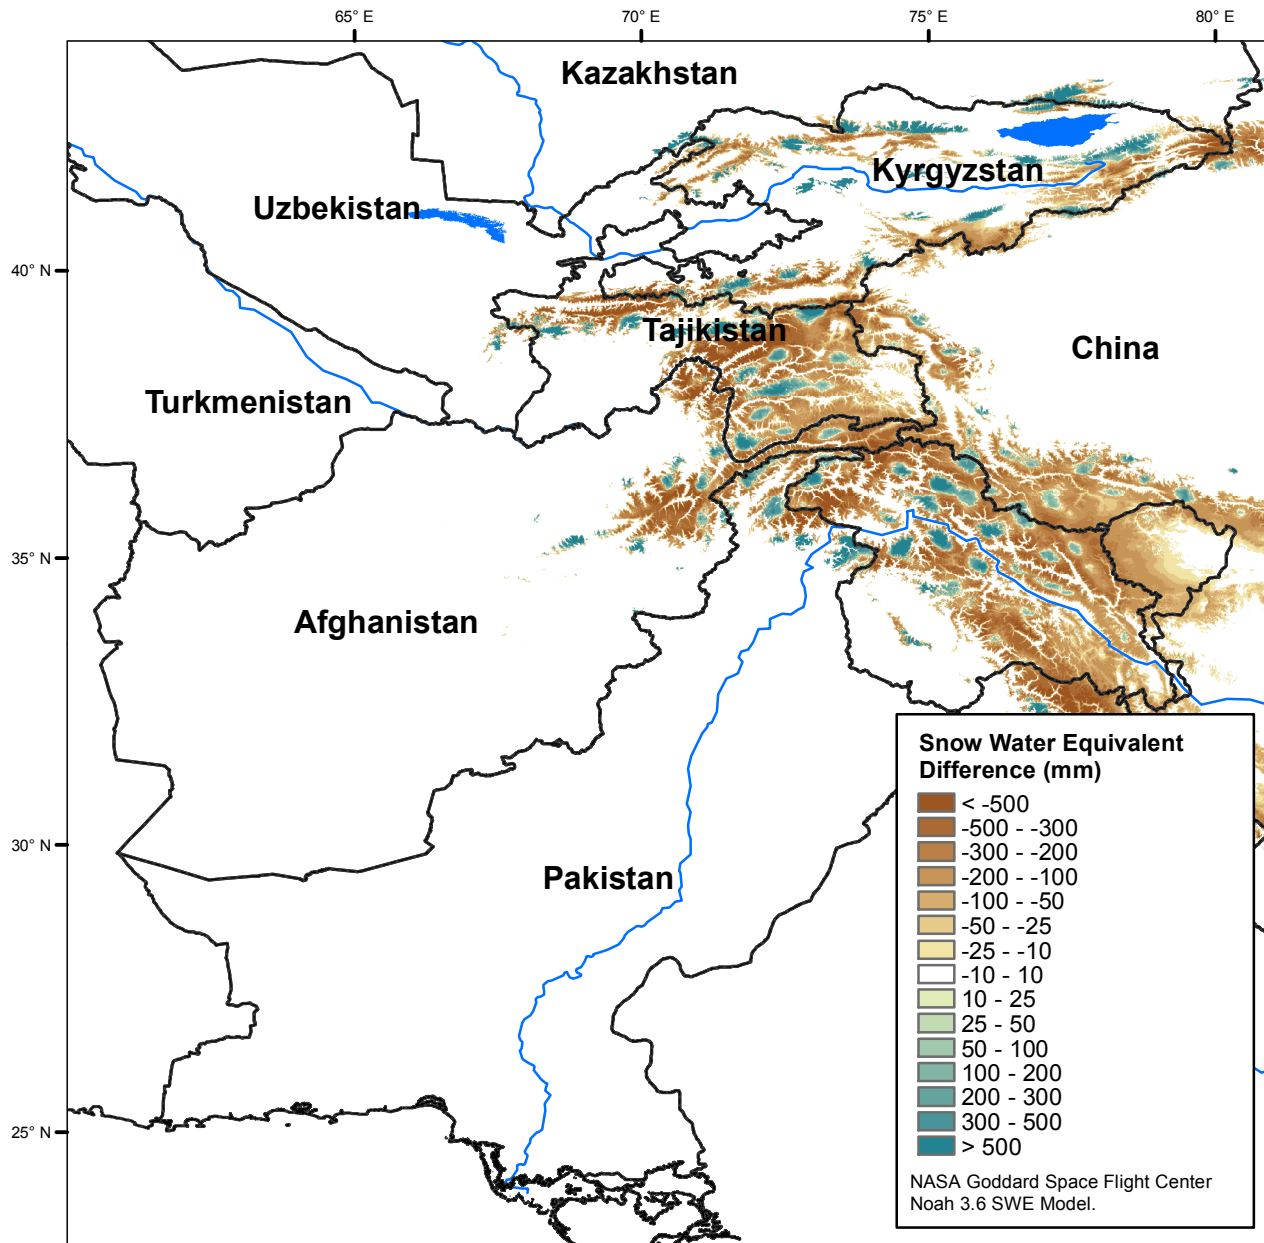 65° E
70° E
75° E
80° E
Kazakhstan
Kyrgyzstan
Uzbekistan
40° N
Tajikistan
China
Turkmenistan
35° N
Afghanistan
Snow Water Equivalent
Difference (mm)
< -500
-500 - -300
-300 - -200
-200 - -100
-100 - -50
-50 - -25
-25 - -10
-10 - 10
10 - 25
25 - 50
50 - 100
100 - 200
200 - 300
300 - 500
> 500
NASA Goddard Space Flight Center
Noah 3.6 SWE Model.
30° N
Pakistan
25° N